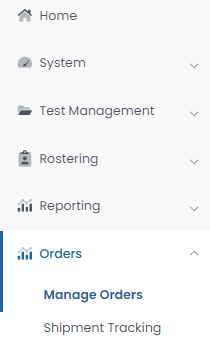 Home
System
Test Management
Rostering
Reporting
Orders
Manage Orders
Shipment Tracking